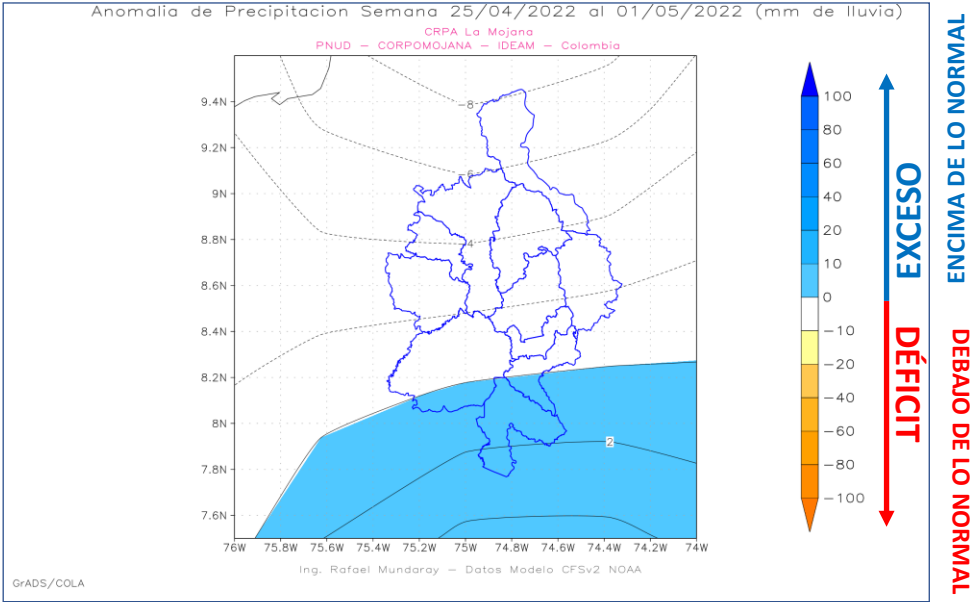 Anomalia de Precipitacion Semana 25/04/2022 al 01/05/2022 (mm de lluvia)
CRPA La Mojana
PNUD – CORPOMOJANA – IDEAM – Colombia
9.4N
9.2N
9N
8.8N
8.6N
8.4N
8.2N
8N
7.8N
7.6N
76W 75.8W 75.6W 75.4W 75.2W 75W 74.8W 74.6W 74.4W 74.2W 74W
-8
-6
-4
2
Ing. Rafael Mundaray – Datos Modelo CFSv2 NOAA
GrADS/COLA
100
80
60
40
20
10
0
-10
-20
-40
-60
-80
-100
EXCESO
DÉFICIT
ENCIMA DE LO NORMAL
DEBAJO DE LO NORMAL